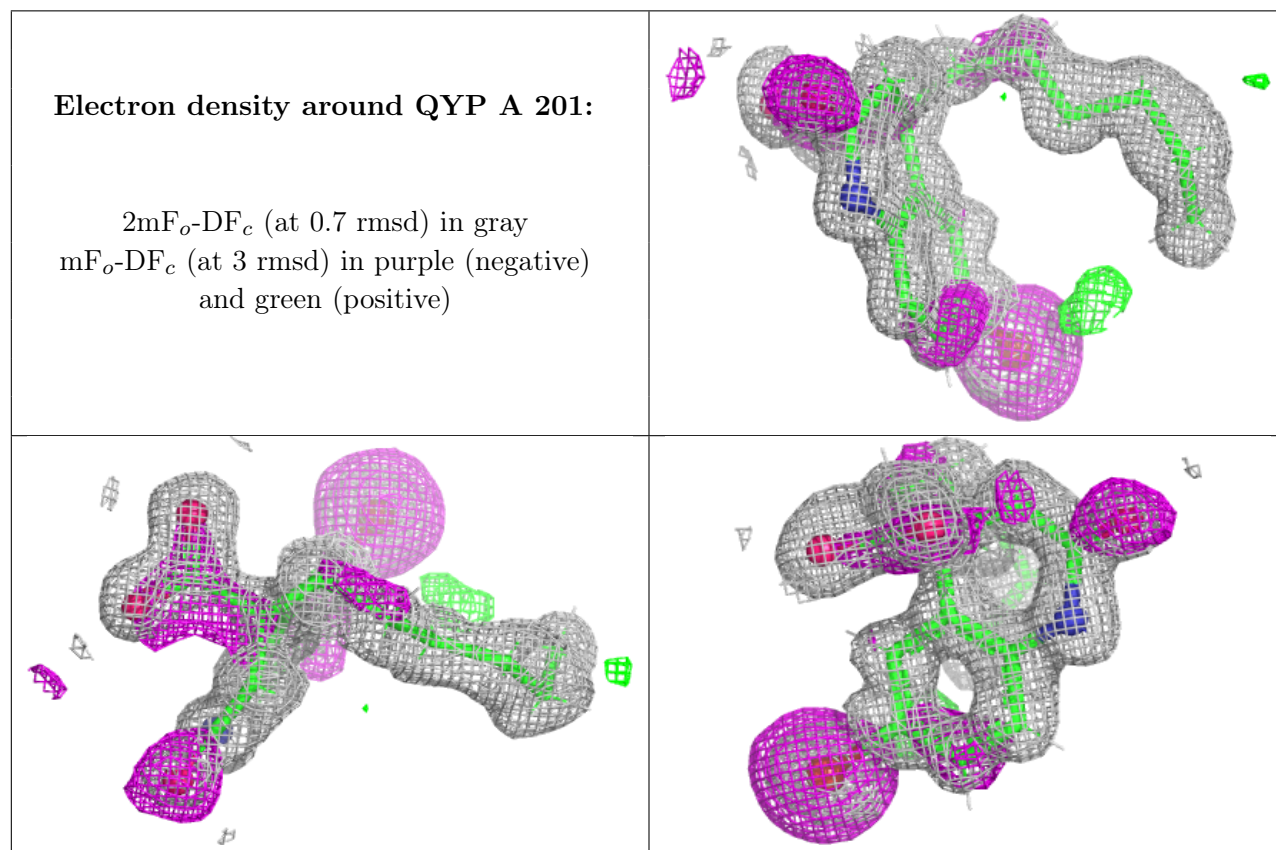 Electron density around QYP A 201:
2mFₒ-DF𝒸 (at 0.7 rmsd) in gray
mFₒ-DF𝒸 (at 3 rmsd) in purple (negative)
and green (positive)